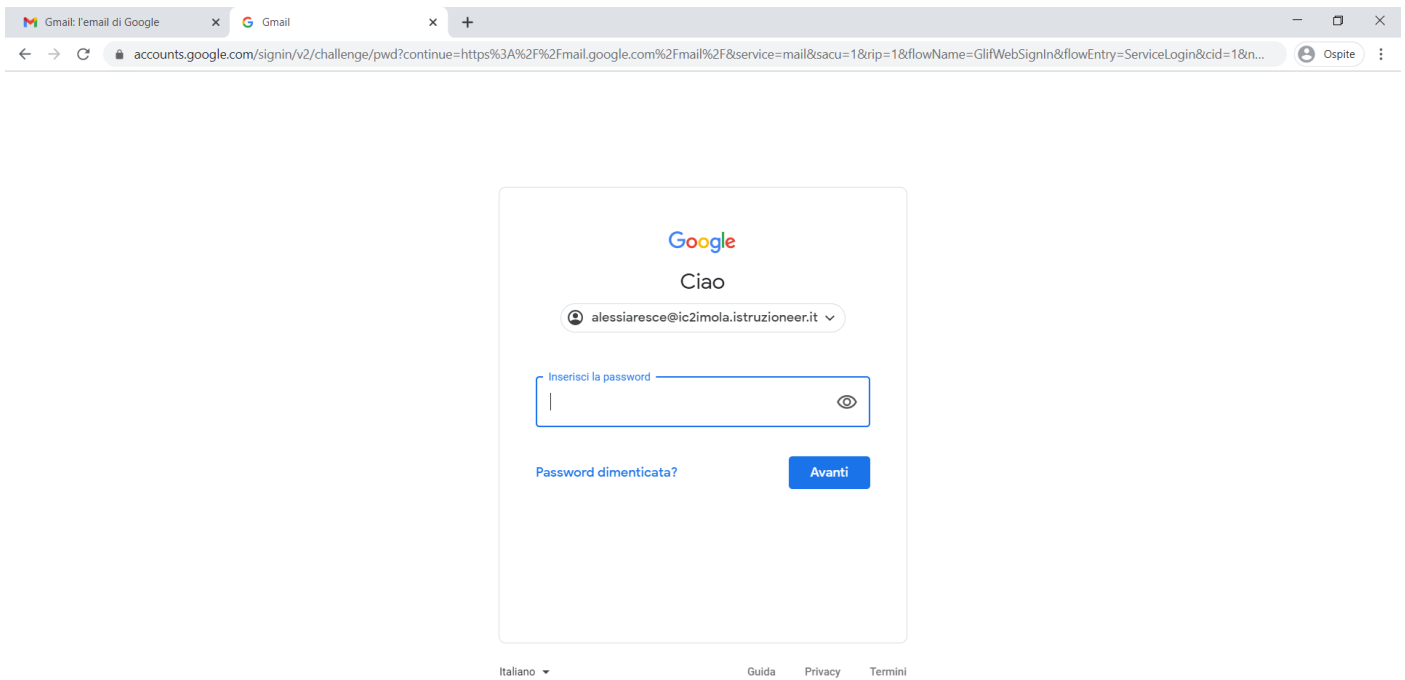 Gmail: l'email di Google
Gmail
accounts.google.com/signin/v2/challenge/pwd?continue=https%3A%2F%2Fmail.google.com%2Fmail%2F&service=mail&sacu=1&rip=1&flowName=GlifWebSignIn&flowEntry=ServiceLogin&cid=1&n...
Ospite
Google
Ciao
alessiaresce@ic2imola.istruzioneer.it
Inserisci la password
Password dimenticata?
Avanti
Italiano
Guida Privacy Termini